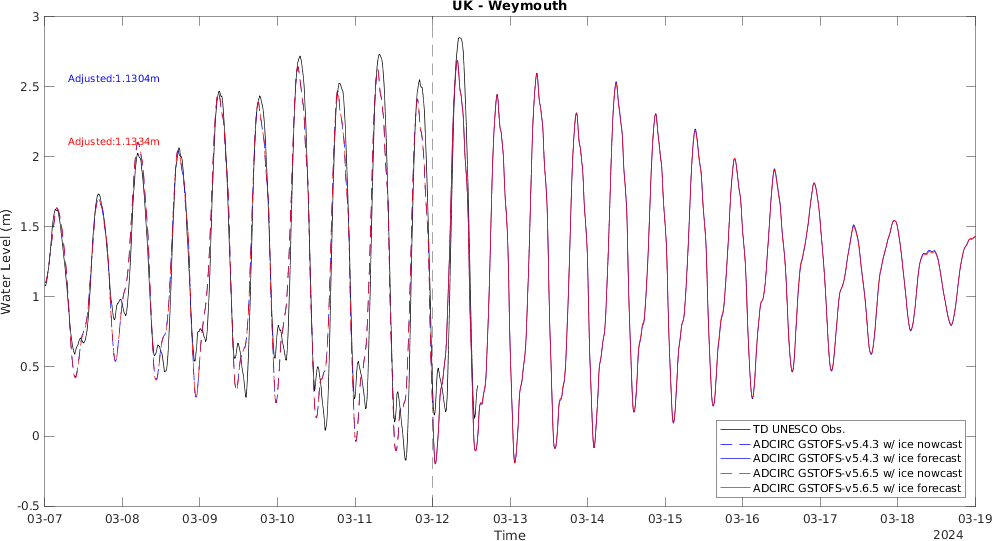 UK - Weymouth
3
2.5
2
1.5
1
0.5
0
-0.5
Water Level (m)
Adjusted:1.1304m
Adjusted:1.1334m
TD UNESCO Obs.
ADCIRC GSTOFS-v5.4.3 w/ ice nowcast
ADCIRC GSTOFS-v5.4.3 w/ ice forecast
ADCIRC GSTOFS-v5.6.5 w/ ice nowcast
ADCIRC GSTOFS-v5.6.5 w/ ice forecast
03-07 03-08 03-09 03-10 03-11 03-12 03-13 03-14 03-15 03-16 03-17 03-18 03-19
Time
2024